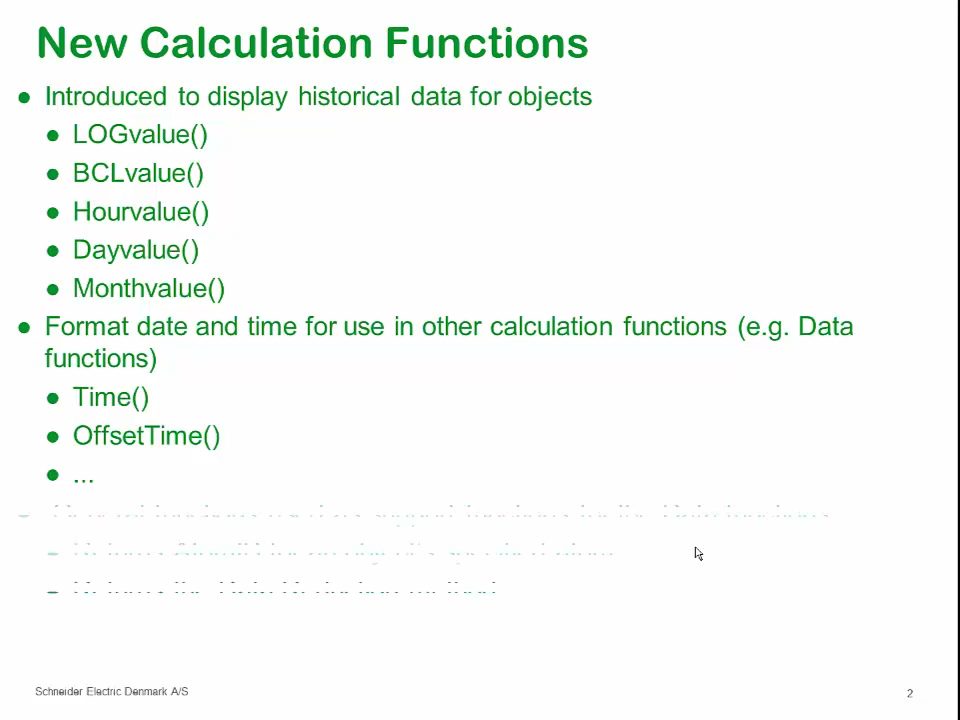 New Calculation Functions
● Introduced to display historical data for objects
● LOGvalue()
● BCLvalue()
● Hourvalue()
● Dayvalue()
● Monthvalue()
● Format date and time for use in other calculation functions (e.g. Data
functions)
● Time()
● OffsetTime()
● ...
Schneider Electric Denmark A/S
2